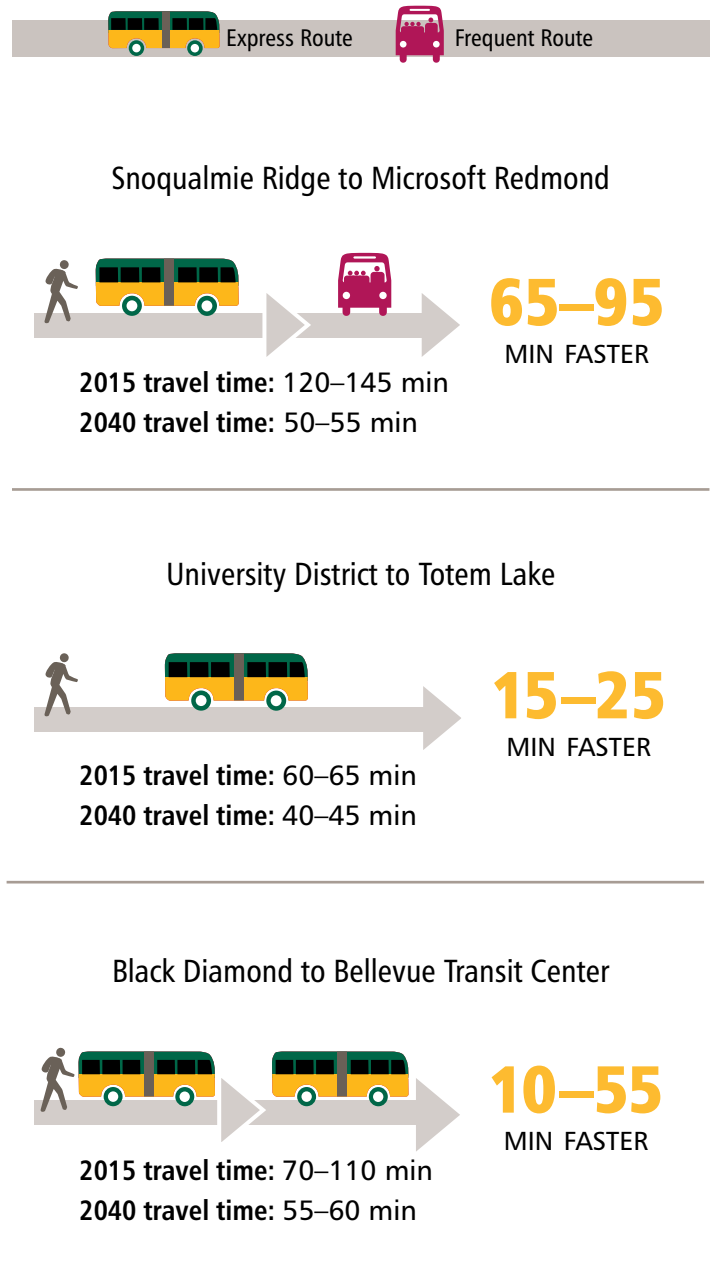 Express Route
Frequent Route
Snoqualmie Ridge to Microsoft Redmond
65–95
MIN FASTER
2015 travel time: 120–145 min
2040 travel time: 50–55 min
University District to Totem Lake
15–25
MIN FASTER
2015 travel time: 60–65 min
2040 travel time: 40–45 min
Black Diamond to Bellevue Transit Center
10–55
MIN FASTER
2015 travel time: 70–110 min
2040 travel time: 55–60 min